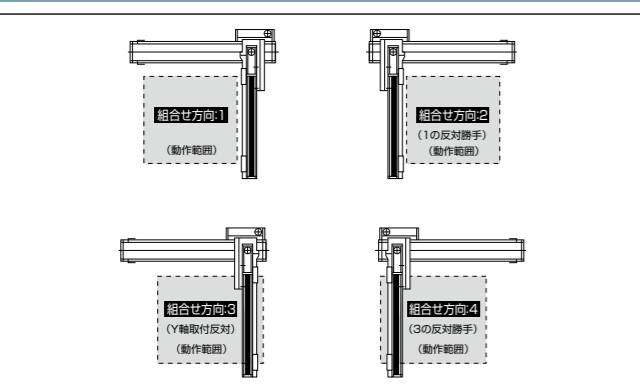 組合せ方向:1
（動作範囲）
組合せ方向:2
（1の反対勝手）
（動作範囲）
組合せ方向:3
（Y軸取付反対）
（動作範囲）
組合せ方向:4
（3の反対勝手）
（動作範囲）